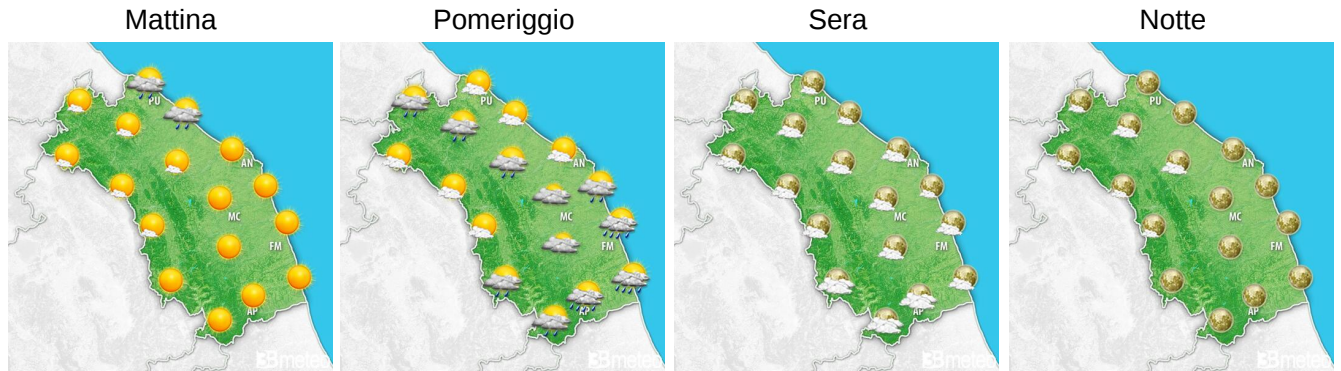 Mattina
Pomeriggio
Sera
Notte
PU
AN
MC
FM
AP
3Bmeteo
PU
AN
MC
FM
AP
3Bmeteo
PU
AN
MC
FM
AP
3Bmeteo
PU
AN
MC
FM
AP
3Bmeteo